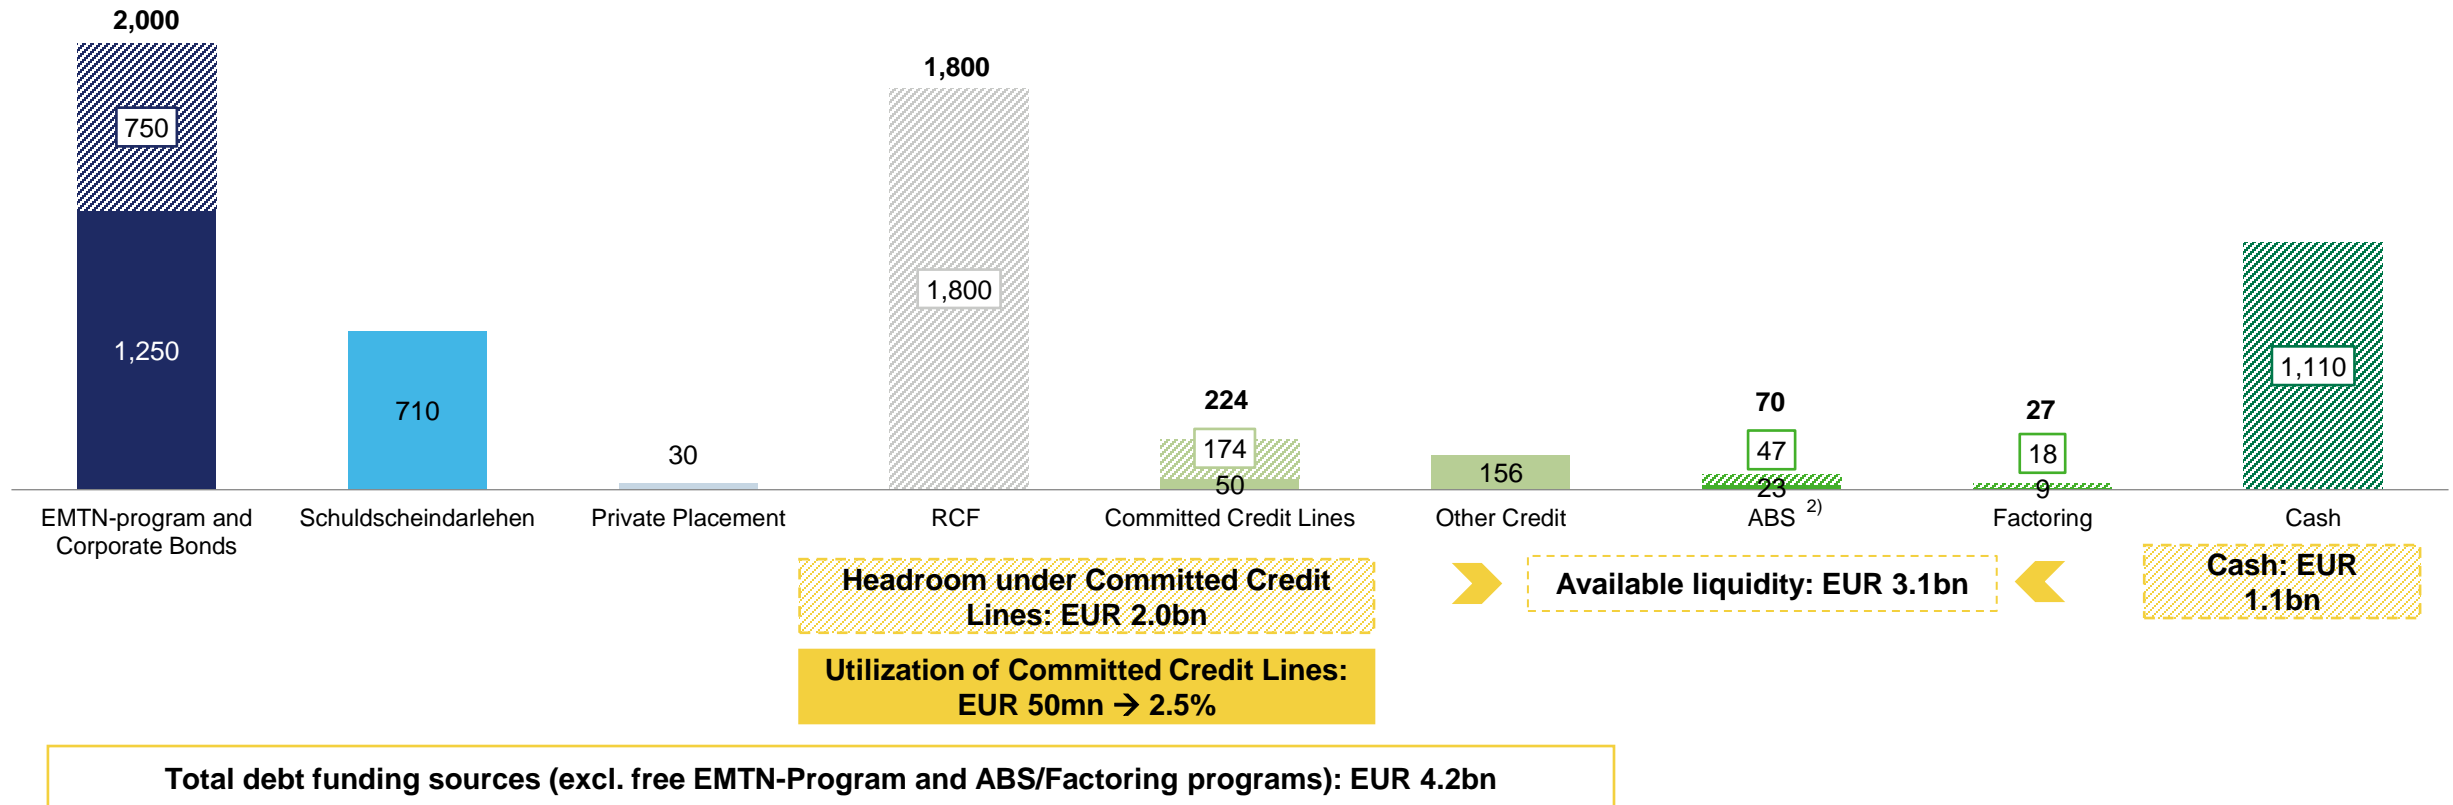 2,000
750
1,250
710
30
1,800
1,800
224
174
50
156
70
47
23
27
18
9
1,110
EMTN-program and
Corporate Bonds
Schuldscheindarlehen
Private Placement
RCF
Committed Credit Lines
Other Credit
ABS 2)
Factoring
Cash
Headroom under Committed Credit
Lines: EUR 2.0bn
Available liquidity: EUR 3.1bn
Cash: EUR
1.1bn
Utilization of Committed Credit Lines:
EUR 50mn → 2.5%
Total debt funding sources (excl. free EMTN-Program and ABS/Factoring programs): EUR 4.2bn